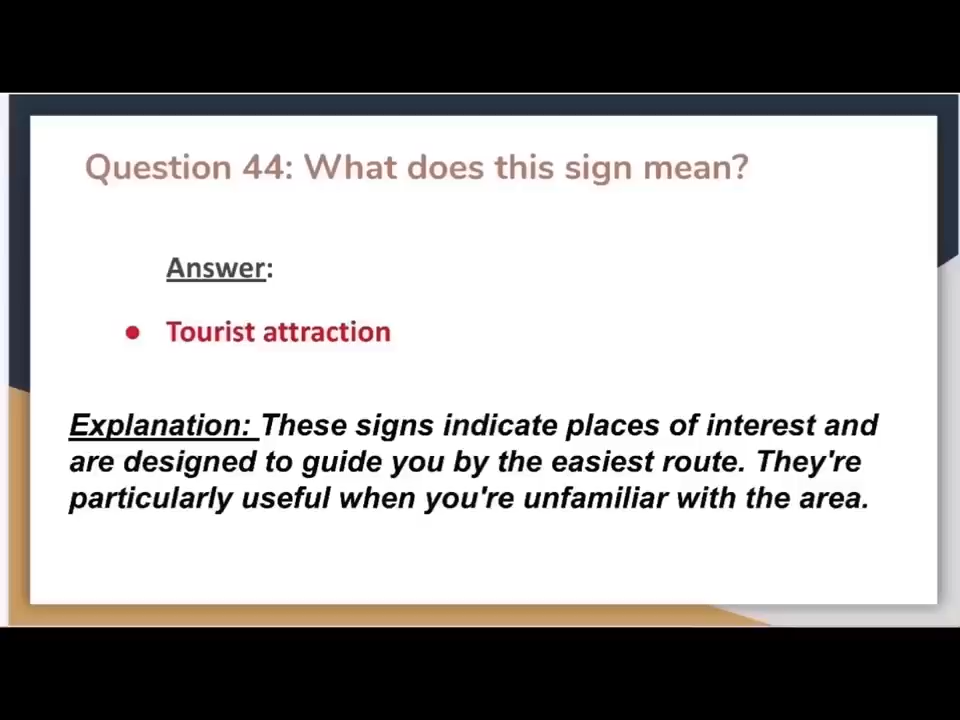 Question 44: What does this sign mean?
Answer:
● Tourist attraction
Explanation: These signs indicate places of interest and
are designed to guide you by the easiest route. They're
particularly useful when you're unfamiliar with the area.